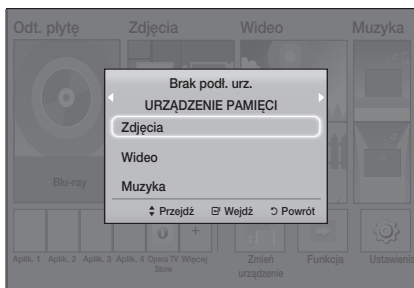 Odt. płytę Zdjęcia Wideo Muzyka
Brak podł. urz.
URZĄDZENIE PAMIĘCI
Zdjęcia
Wideo
Muzyka
Przejdź Wejdź Powrót
Blu-ray
Aplik. 1 Aplik. 2 Aplik. 3 Aplik. 4 Opera TV Store Więcej Zmień urządzenie Funkcja Ustawienia